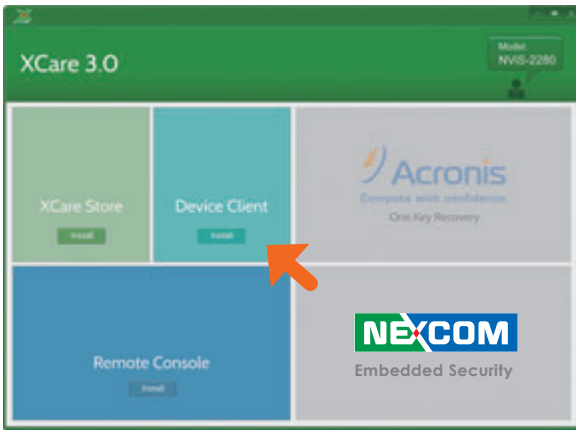 XCare 3.0
Model:
NViS-2280
XCare Store
Install
Device Client
Install
Acronis
Compute with confidence
One Key Recovery
Remote Console
Install
NEXCOM
Embedded Security